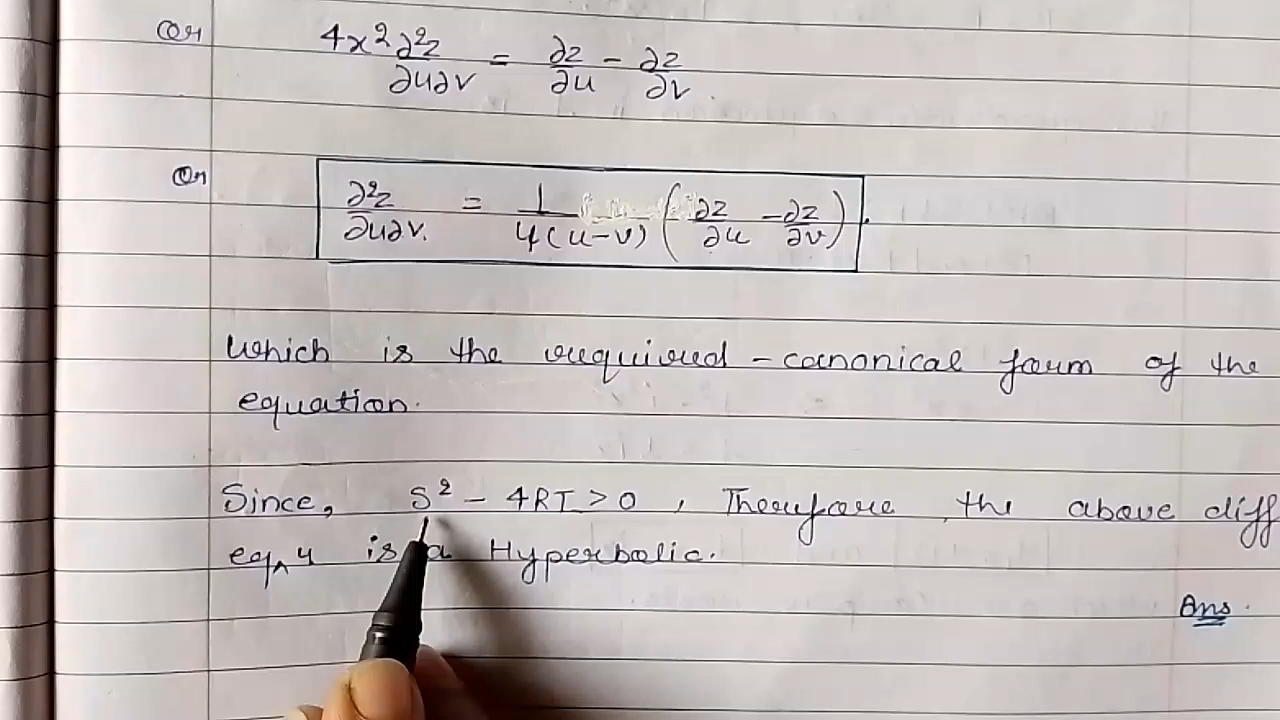 Or 4x² ∂²z/∂u∂v = ∂z/∂u - ∂z/∂v.
Or ∂²z/∂u∂v. = 1/4(u-v) (∂z/∂u - ∂z/∂v).
Which is the required - canonical form of the
equation.
Since, S² - 4RT > 0, Therefore, the above diff
eqn is a Hyperbolic.
Ans.